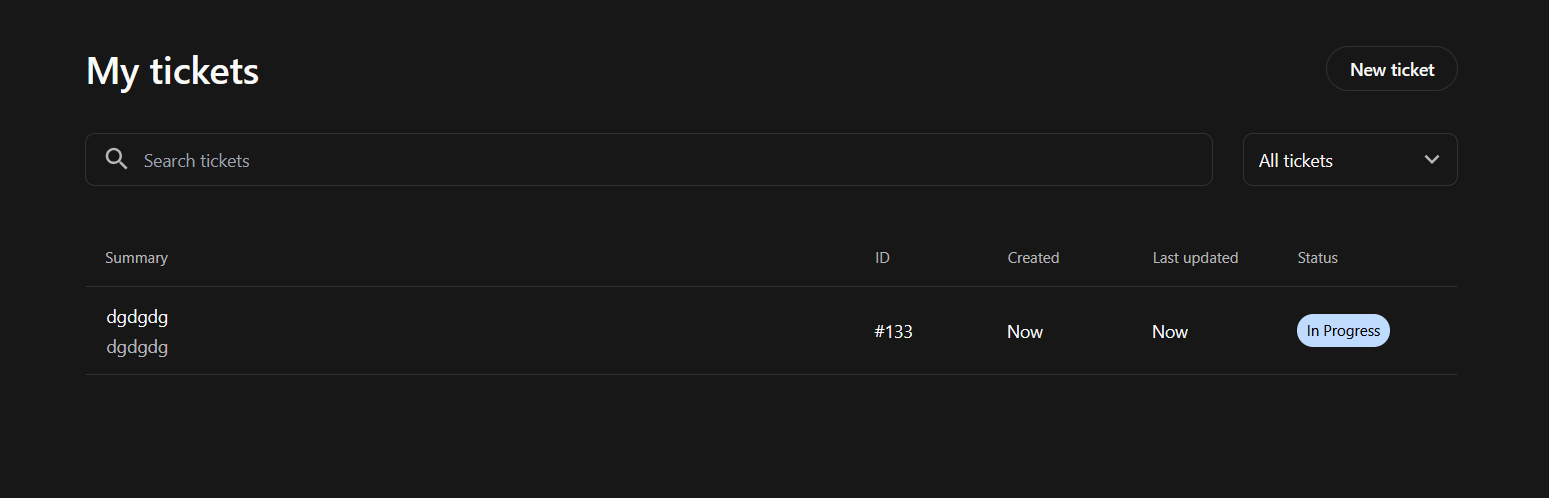 My tickets
New ticket
Search tickets
All tickets
Summary ID Created Last updated Status
dgdgdg
dgdgdg
#133 Now Now In Progress